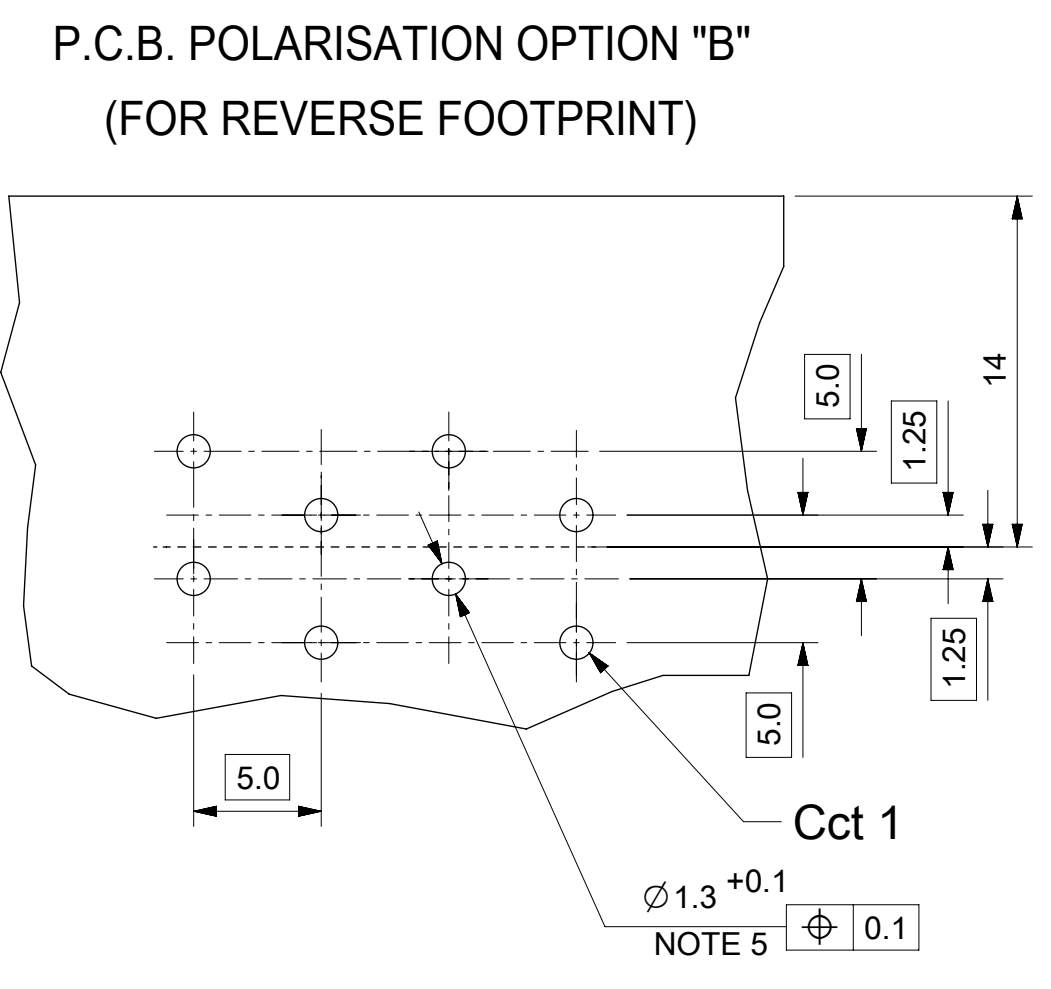 P.C.B. POLARISATION OPTION "B"
(FOR REVERSE FOOTPRINT)
14
5.0
1.25
1.25
5.0
5.0
Cct 1
∅1.3 +0.1
NOTE 5
⌖ 0.1